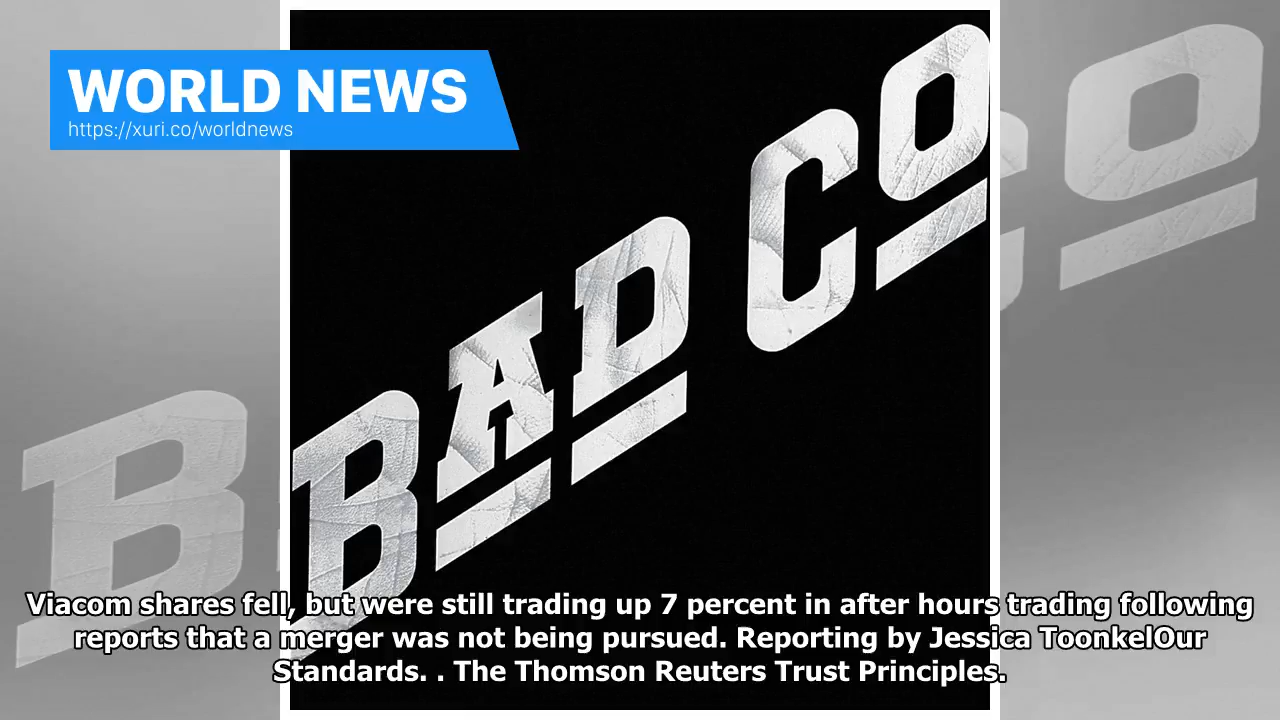 WORLD NEWS
https://xuri.co/worldnews
BAD CO
Viacom shares fell, but were still trading up 7 percent in after hours trading following
reports that a merger was not being pursued. Reporting by Jessica ToonkelOur
Standards. . The Thomson Reuters Trust Principles.